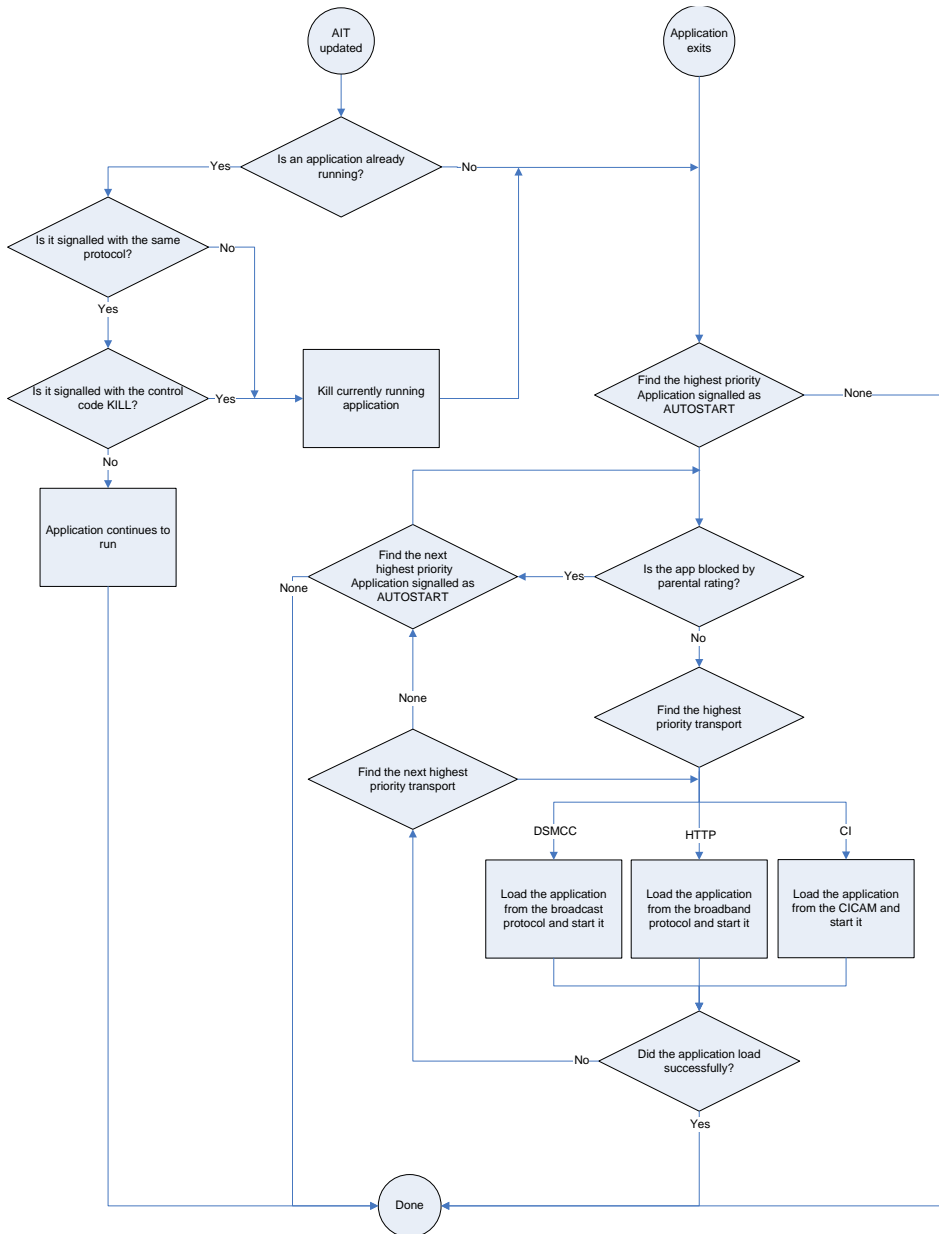 AIT
updated
Application
exits
Is an application already
running?
Yes
No
Is it signalled with the same
protocol?
No
Yes
Is it signalled with the control
code KILL?
Yes
Kill currently running
application
Find the highest priority
Application signalled as
AUTOSTART
None
No
Application continues to
run
Find the next
highest priority
Application signalled as
AUTOSTART
None
Yes
Is the app blocked by
parental rating?
No
None
Find the highest
priority transport
Find the next highest
priority transport
DSMCC
HTTP
CI
Load the application
from the broadcast
protocol and start it
Load the application
from the broadband
protocol and start it
Load the application
from the CICAM and
start it
No
Did the application load
successfully?
Yes
Done